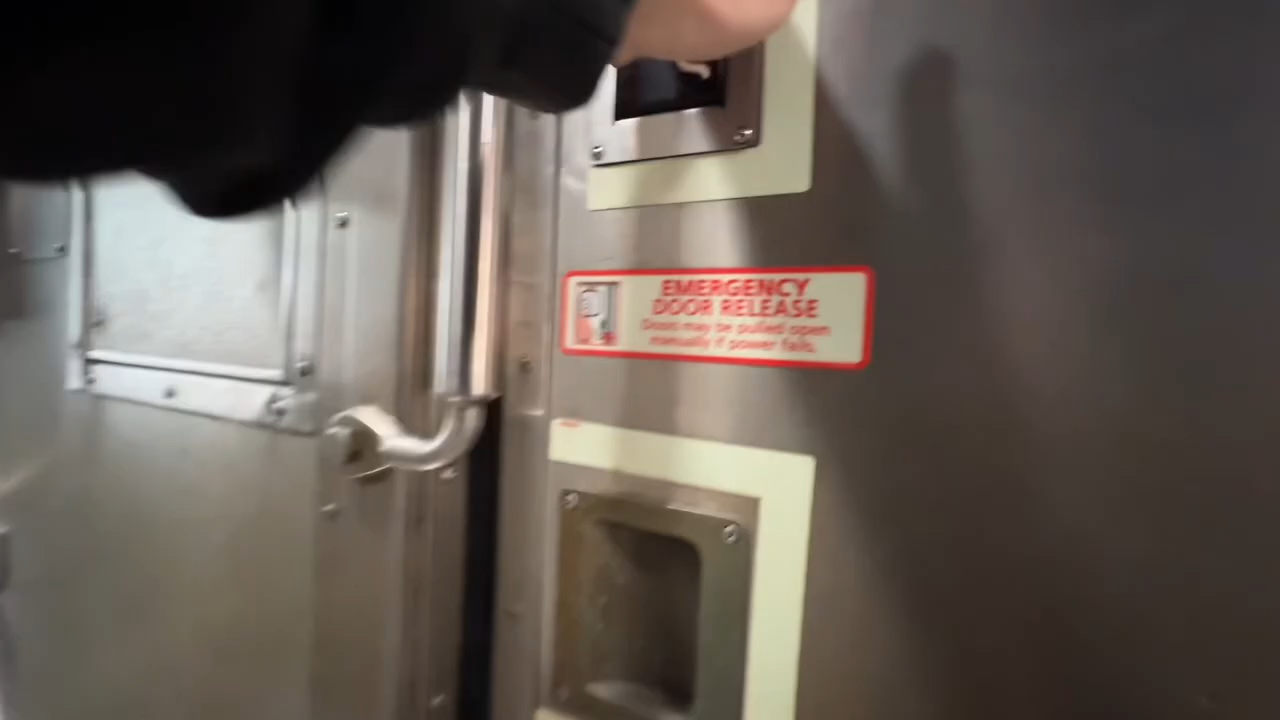 EMERGENCY
DOOR RELEASE
Doors may be pulled open
manually if power fails.